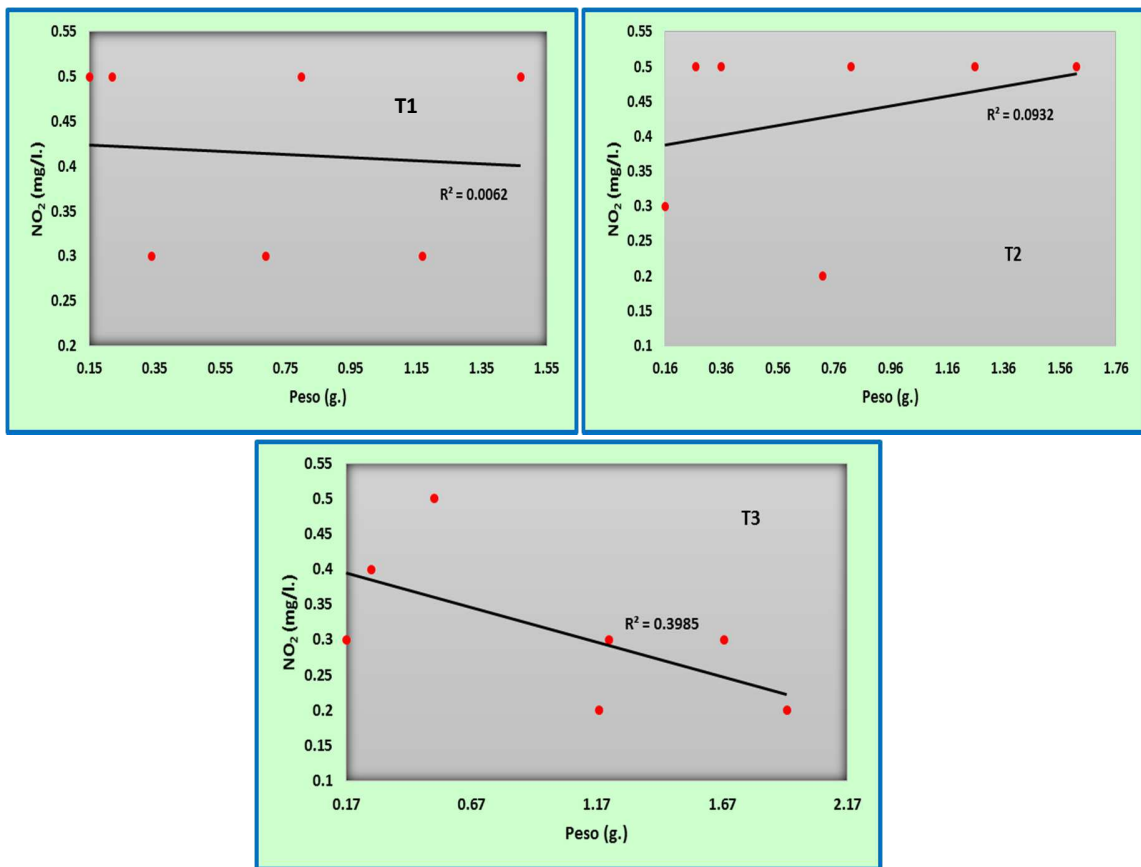 0.55
0.5
0.45
0.4
0.35
0.3
0.25
0.2
NO₂ (mg/l.)
T1
R² = 0.0062
0.15 0.35 0.55 0.75 0.95 1.15 1.35 1.55
Peso (g.)
0.55
0.5
0.45
0.4
0.35
0.3
0.25
0.2
0.15
0.1
NO₂ (mg/l.)
R² = 0.0932
T2
0.16 0.36 0.56 0.76 0.96 1.16 1.36 1.56 1.76
Peso (g.)
0.55
0.5
0.45
0.4
0.35
0.3
0.25
0.2
0.15
0.1
NO₂ (mg/l.)
T3
R² = 0.3985
0.17 0.67 1.17 1.67 2.17
Peso (g.)